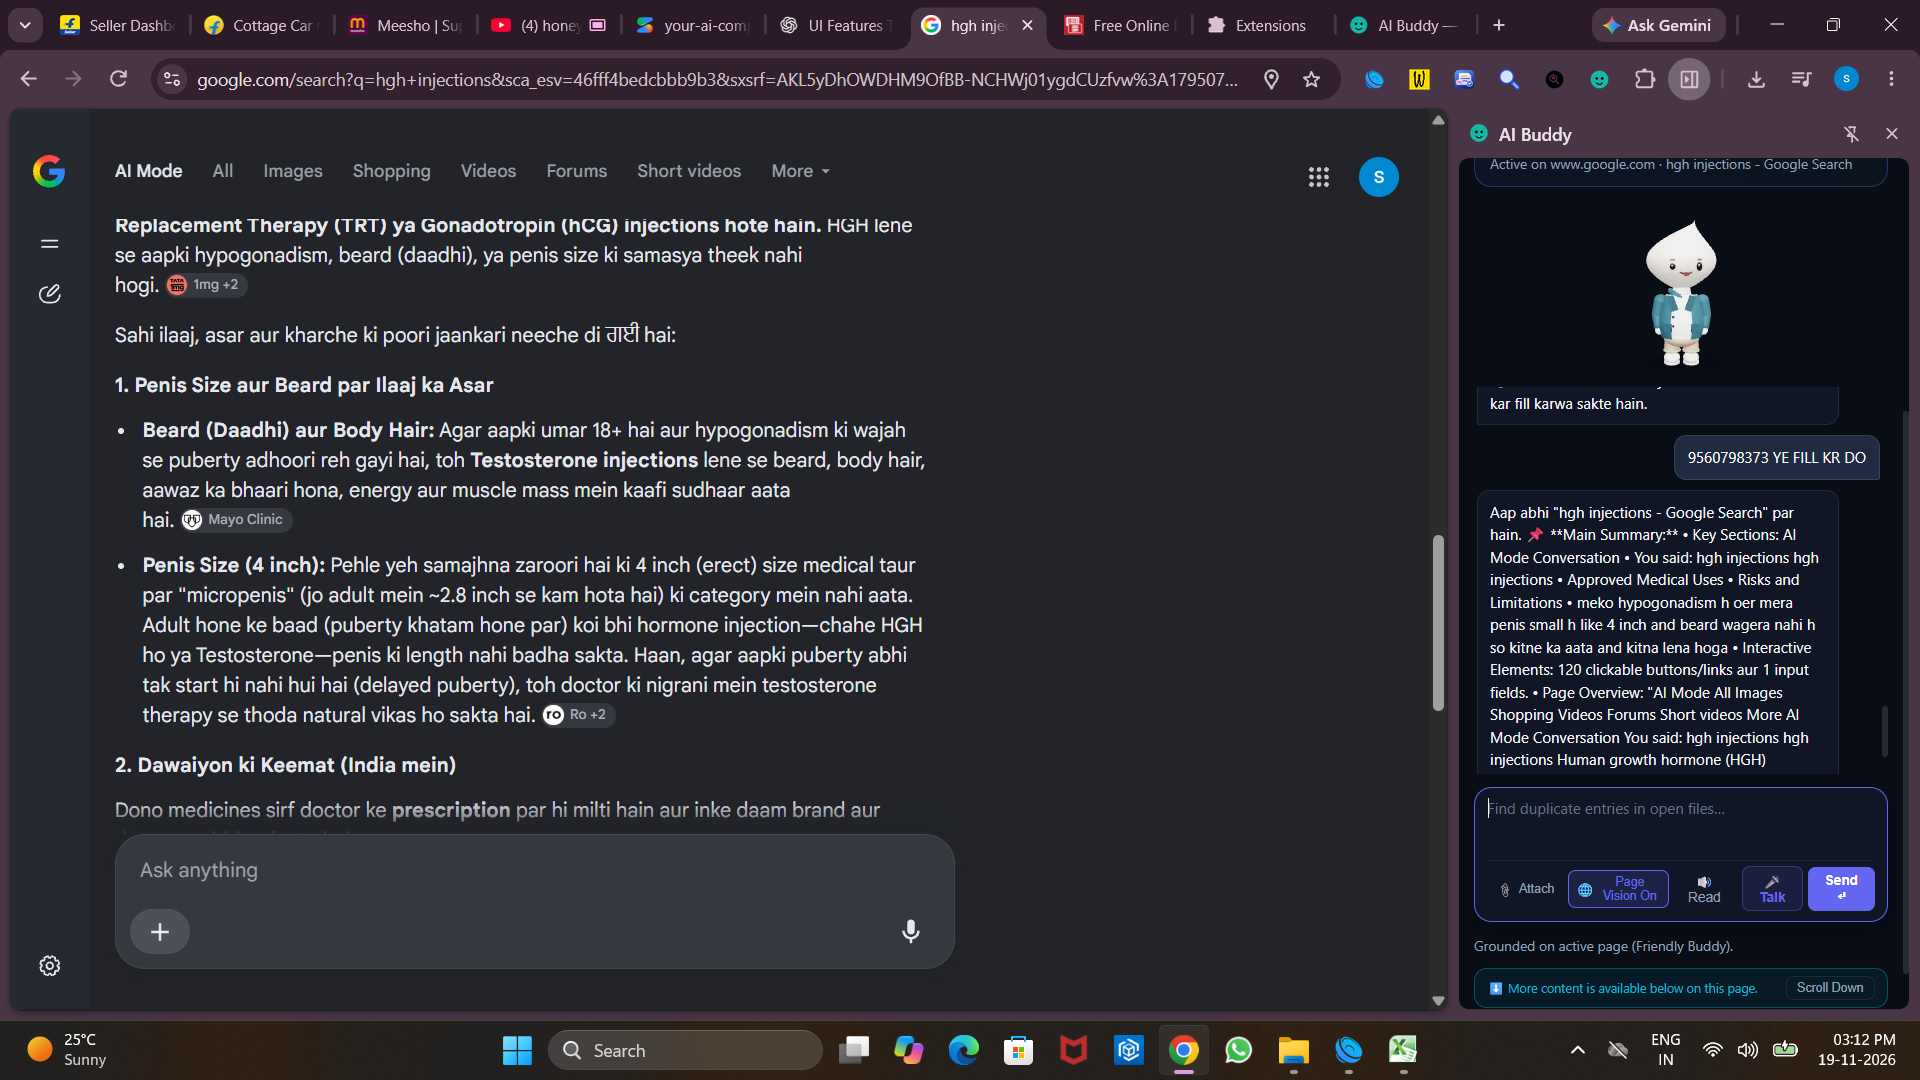 Seller Dashb
Cottage Car
Meesho | Su
(4) honey
your-ai-com
UI Features
hgh inje
Free Online
Extensions
AI Buddy —
Ask Gemini
google.com/search?q=hgh+injections&sca_esv=46fff4bedcbbb9b3&sxsrf=AKL5yDhOWDHM9OfBB-NCHWj01ygdCUzfvw%3A179507...
S
AI Mode
All
Images
Shopping
Videos
Forums
Short videos
More
S
Replacement Therapy (TRT) ya Gonadotropin (hCG) injections hote hain. HGH lene
se aapki hypogonadism, beard (daadhi), ya penis size ki samasya theek nahi
hogi. TATA 1mg 1mg +2
Sahi ilaaj, asar aur kharche ki poori jaankari neeche di ਗਈ hai:
1. Penis Size aur Beard par Ilaaj ka Asar
• Beard (Daadhi) aur Body Hair: Agar aapki umar 18+ hai aur hypogonadism ki wajah
se puberty adhoori reh gayi hai, toh Testosterone injections lene se beard, body hair,
aawaz ka bhaari hona, energy aur muscle mass mein kaafi sudhaar aata
hai. Mayo Clinic
• Penis Size (4 inch): Pehle yeh samajhna zaroori hai ki 4 inch (erect) size medical taur
par "micropenis" (jo adult mein ~2.8 inch se kam hota hai) ki category mein nahi aata.
Adult hone ke baad (puberty khatam hone par) koi bhi hormone injection—chahe HGH
ho ya Testosterone—penis ki length nahi badha sakta. Haan, agar aapki puberty abhi
tak start hi nahi hui hai (delayed puberty), toh doctor ki nigrani mein testosterone
therapy se thoda natural vikas ho sakta hai. ro Ro +2
2. Dawaiyon ki Keemat (India mein)
Dono medicines sirf doctor ke prescription par hi milti hain aur inke daam brand aur
Ask anything
AI Buddy
Active on www.google.com · hgh injections - Google Search
kar fill karwa sakte hain.
9560798373 YE FILL KR DO
Aap abhi "hgh injections - Google Search" par
hain. 📌 **Main Summary:** • Key Sections: AI
Mode Conversation • You said: hgh injections hgh
injections • Approved Medical Uses • Risks and
Limitations • meko hypogonadism h oer mera
penis small h like 4 inch and beard wagera nahi h
so kitne ka aata and kitna lena hoga • Interactive
Elements: 120 clickable buttons/links aur 1 input
fields. • Page Overview: "AI Mode All Images
Shopping Videos Forums Short videos More AI
Mode Conversation You said: hgh injections hgh
injections Human growth hormone (HGH)
Find duplicate entries in open files...
Attach
Page
Vision On
Read
Talk
Send
↵
Grounded on active page (Friendly Buddy).
⬇️ More content is available below on this page.
Scroll Down
25°C
Sunny
Search
ENG
IN
03:12 PM
19-11-2026